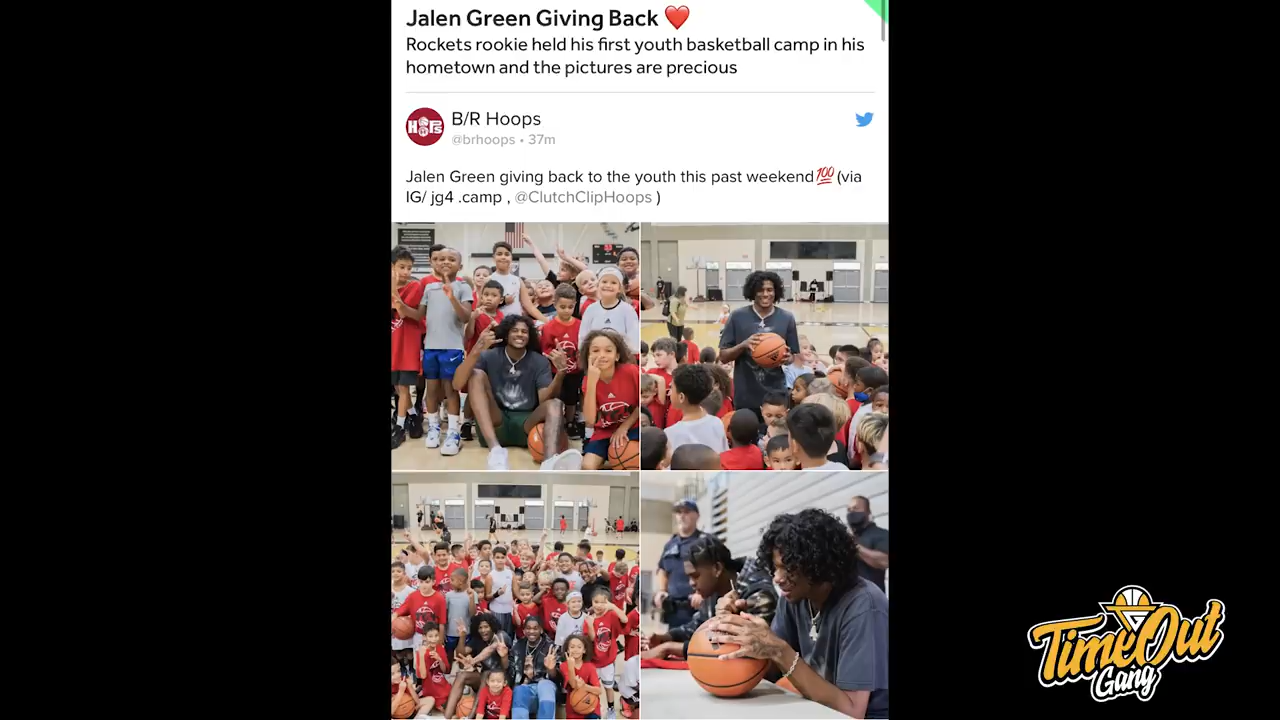 Jalen Green Giving Back ❤️
Rockets rookie held his first youth basketball camp in his
hometown and the pictures are precious
HOOPS
B/R Hoops
@brhoops • 37m
Jalen Green giving back to the youth this past weekend💯(via
IG/ jg4 .camp , @ClutchClipHoops )
TimeOut
Gang